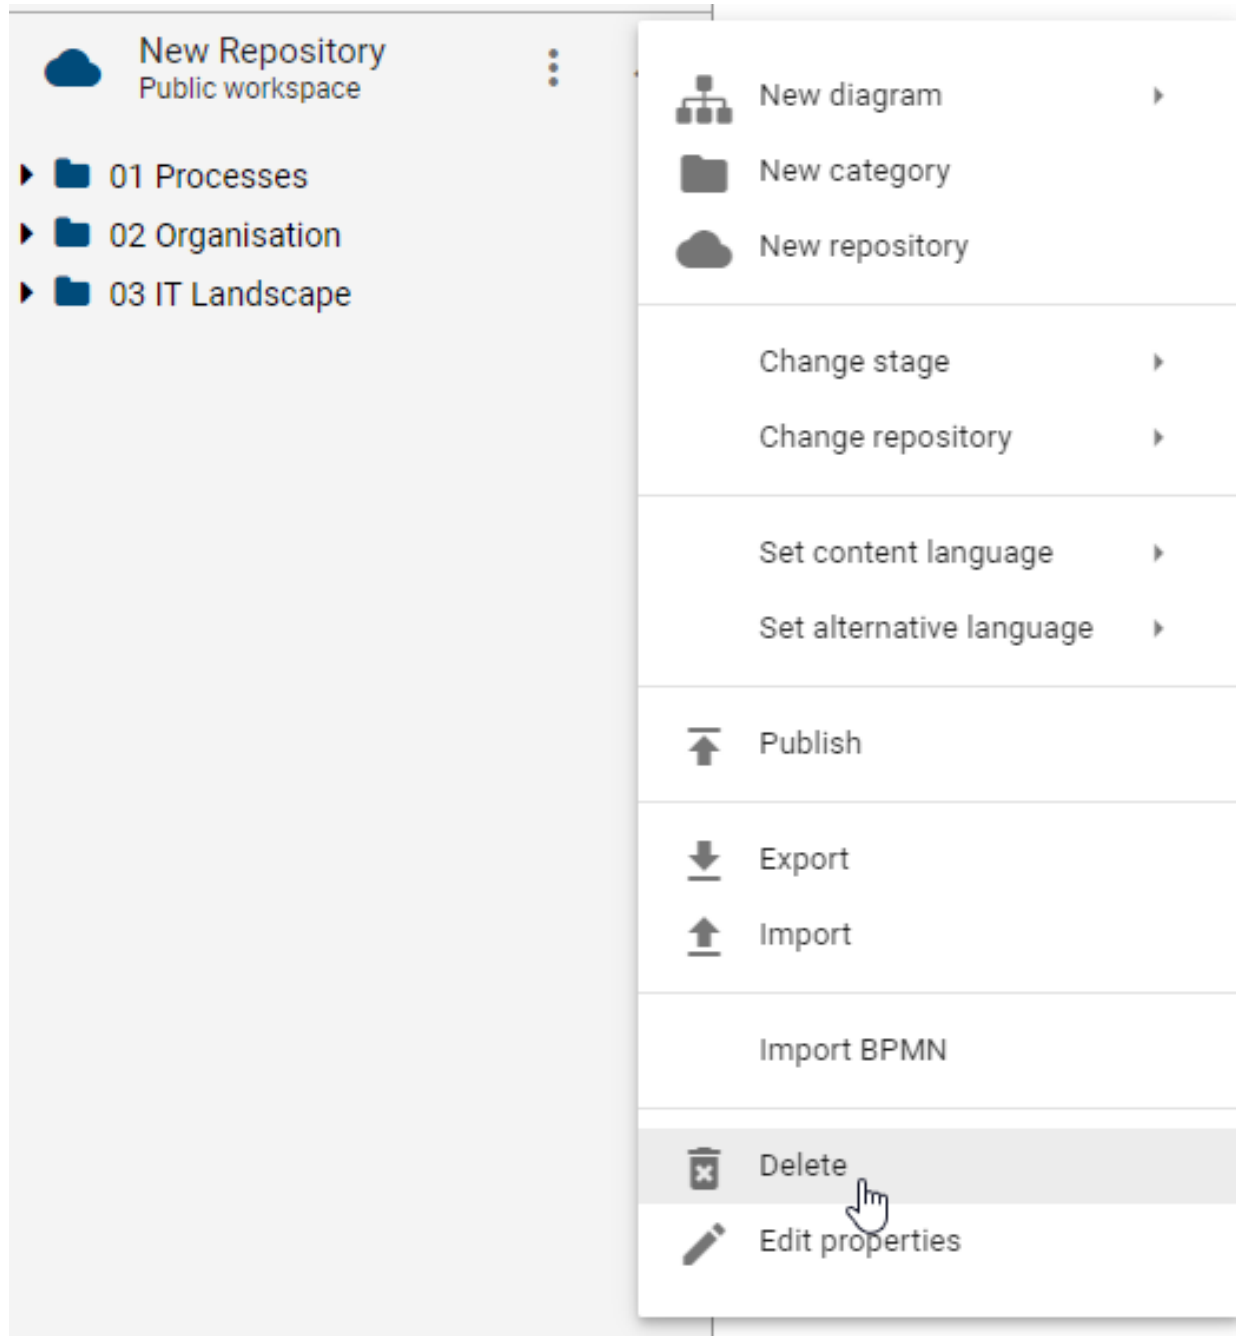 New Repository
Public workspace
01 Processes
02 Organisation
03 IT Landscape
New diagram
New category
New repository
Change stage
Change repository
Set content language
Set alternative language
Publish
Export
Import
Import BPMN
Delete
Edit properties